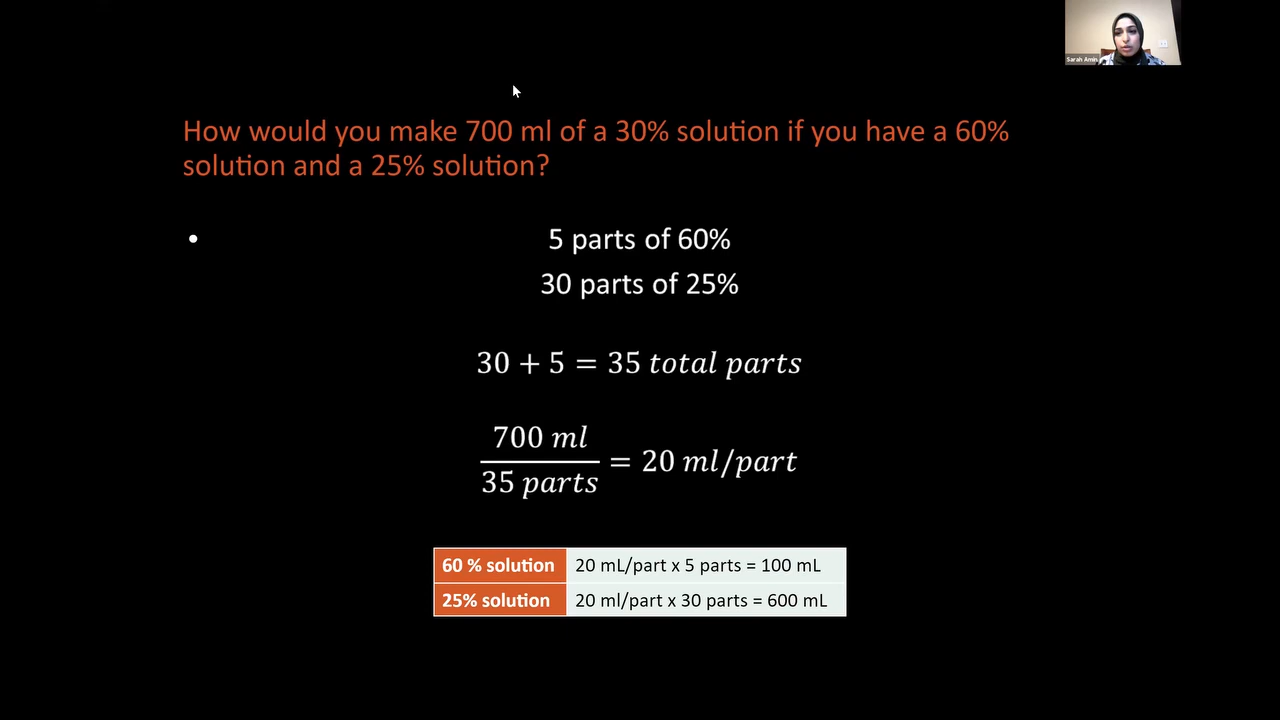 Sarah Amin
How would you make 700 ml of a 30% solution if you have a 60%
solution and a 25% solution?
• 5 parts of 60%
30 parts of 25%
30 + 5 = 35 total parts
700 ml
35 parts
= 20 ml/part
60 % solution 20 mL/part x 5 parts = 100 mL
25% solution 20 ml/part x 30 parts = 600 mL